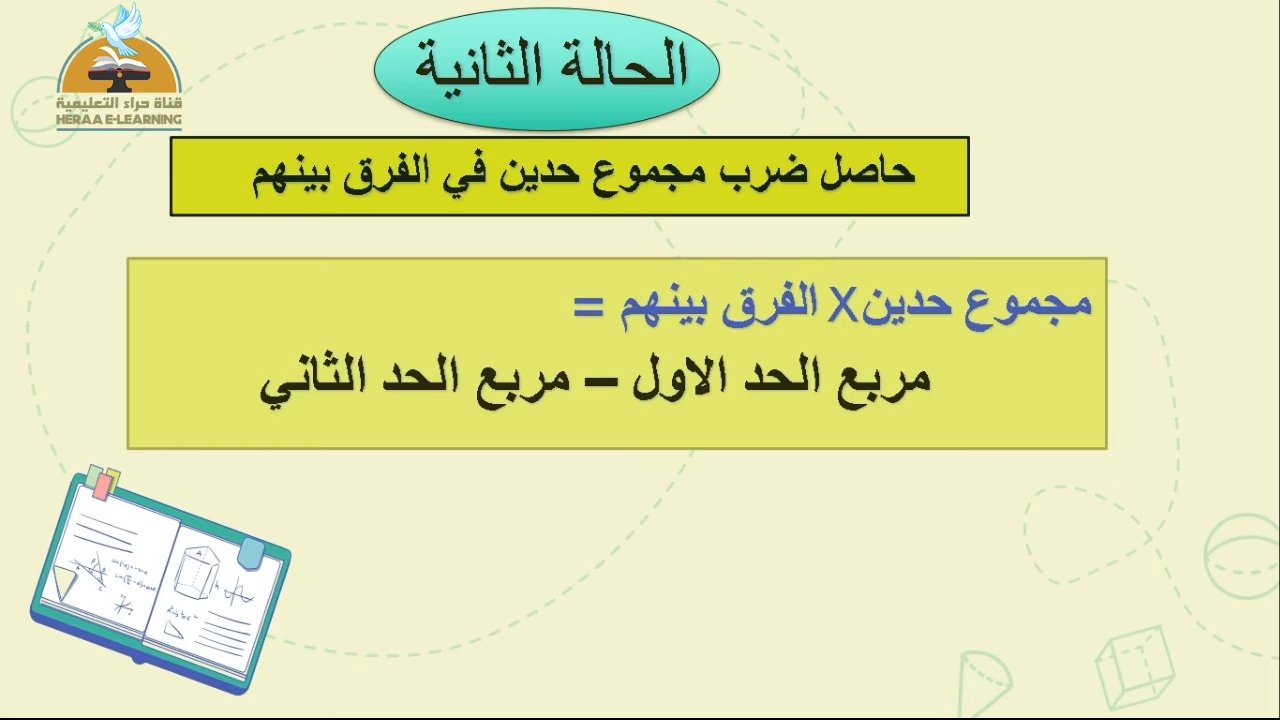 الحالة الثانية
قناة حراء التعليمية
HERAA E-LEARNING
حاصل ضرب مجموع حدين في الفرق بينهم
مجموع حدينX الفرق بينهم =
مربع الحد الاول – مربع الحد الثاني